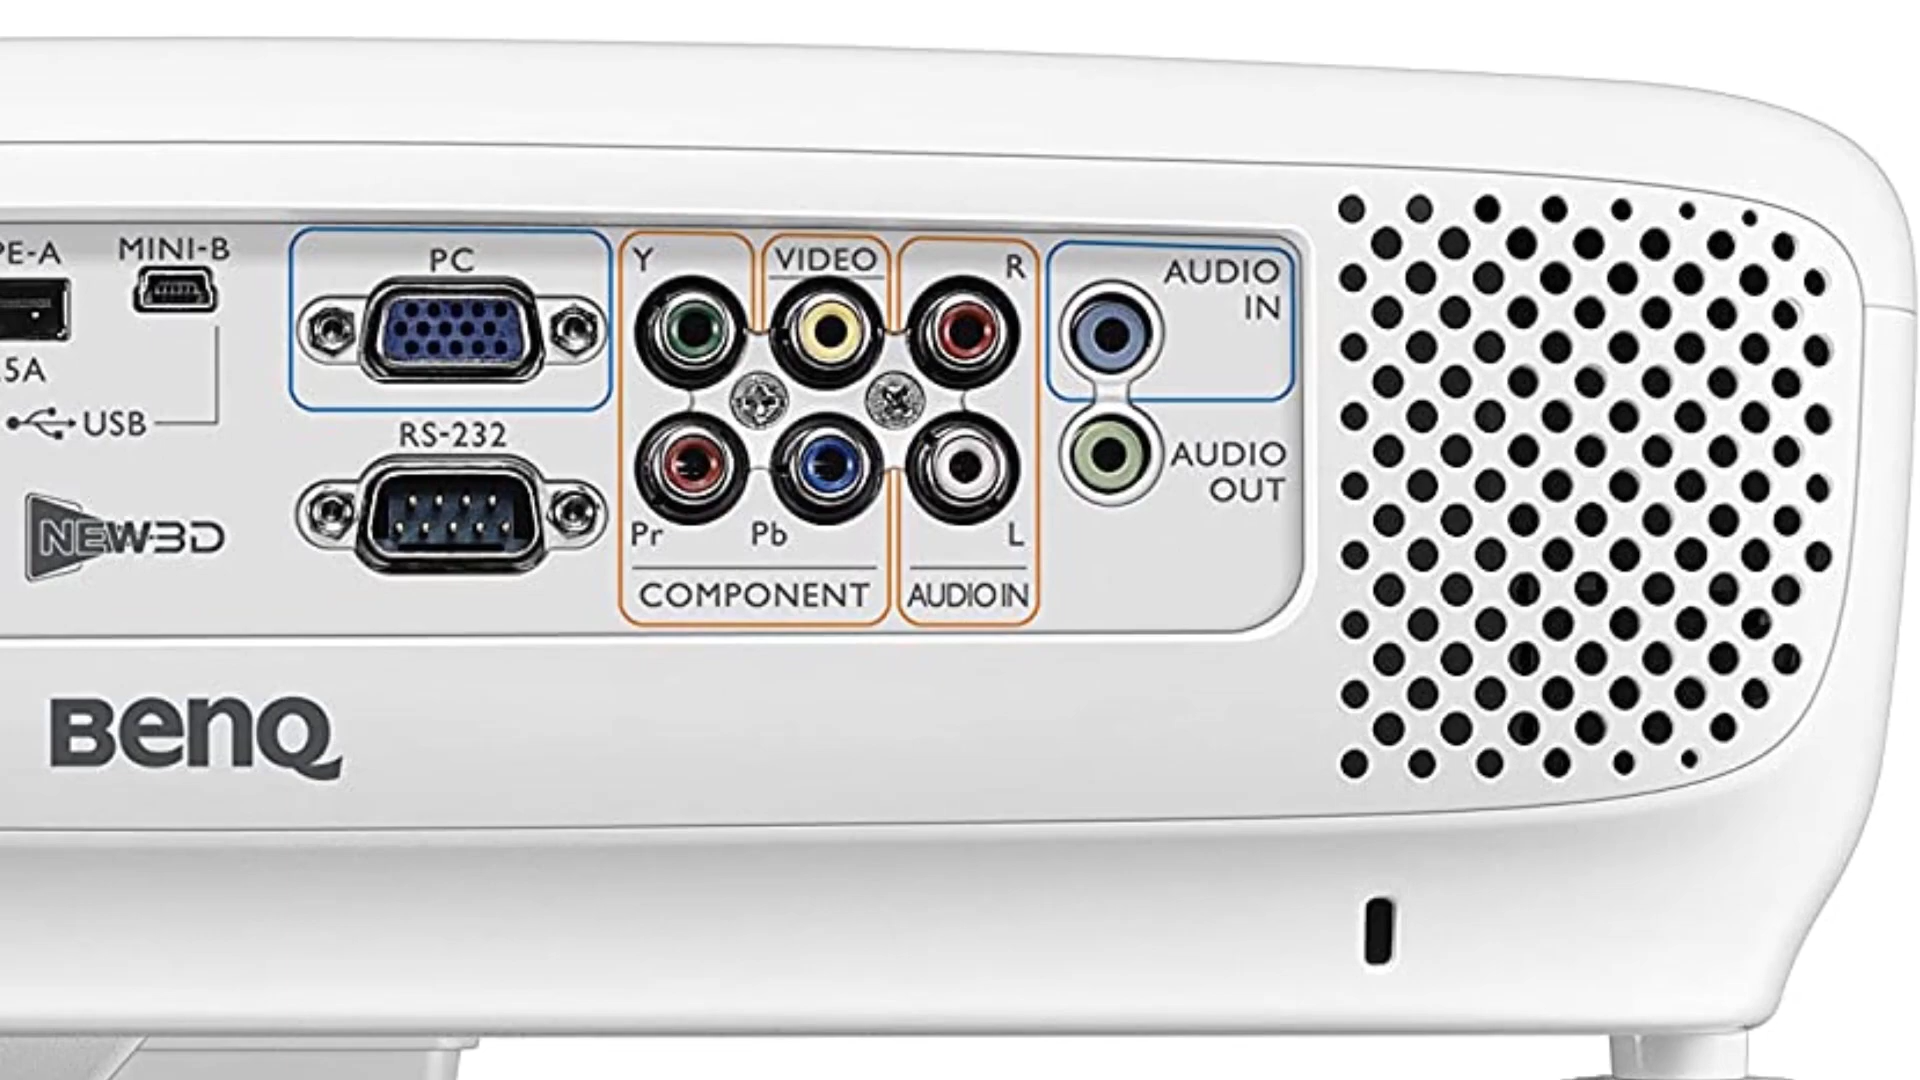 PE-A
MINI-B
5A
USB
NEW3D
PC
RS-232
Y
VIDEO
R
Pr
Pb
L
COMPONENT
AUDIO IN
AUDIO
IN
AUDIO
OUT
BenQ